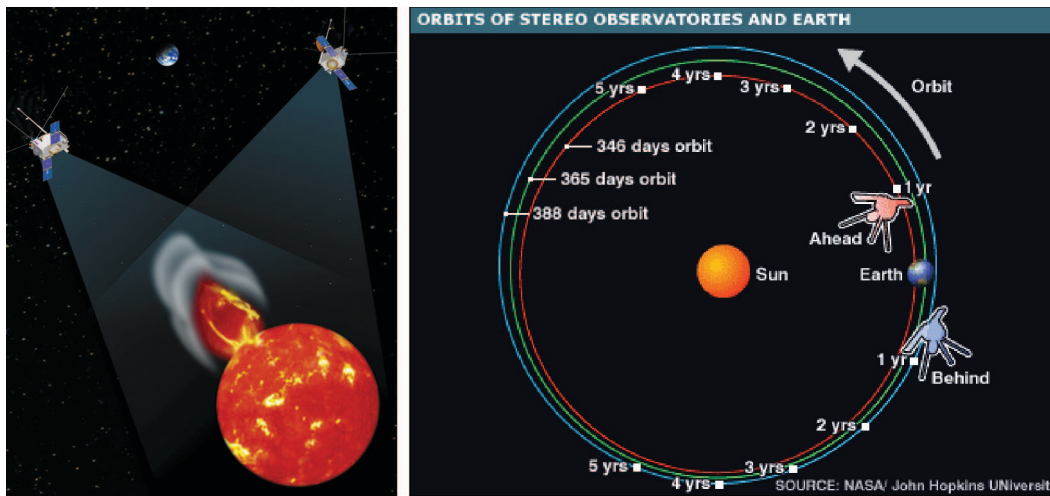 ORBITS OF STEREO OBSERVATORIES AND EARTH
Orbit
4 yrs
5 yrs
3 yrs
2 yrs
346 days orbit
365 days orbit
388 days orbit
1 yr
Ahead
Sun
Earth
1 yr
Behind
2 yrs
5 yrs
3 yrs
4 yrs
SOURCE: NASA/ John Hopkins UNiversit